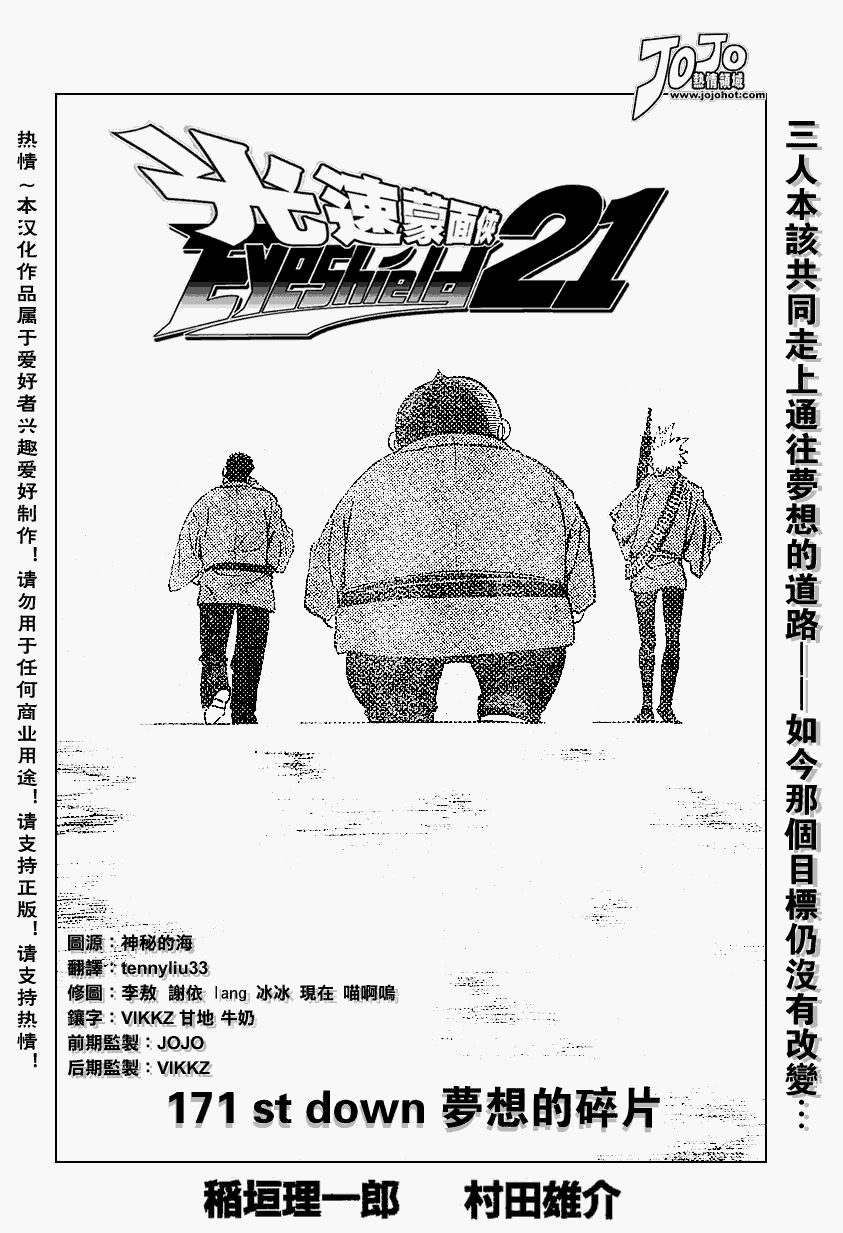 JOJO
熱情領域
www.jojohot.com
三人本該共同走上通往夢想的道路——如今那個目標仍沒有改變…
热情~本汉化作品属于爱好者兴趣爱好制作！请勿用于任何商业用途！请支持正版！请支持热情！
光速蒙面俠
Eyeshield 21
圖源：神秘的海
翻譯：tennyliu33
修圖：李敖 謝依 lang 冰冰 現在 喵啊嗚
鑲字：VIKKZ 甘地 牛奶
前期監製：JOJO
后期監製：VIKKZ
171 st down 夢想的碎片
稲垣理一郎 村田雄介